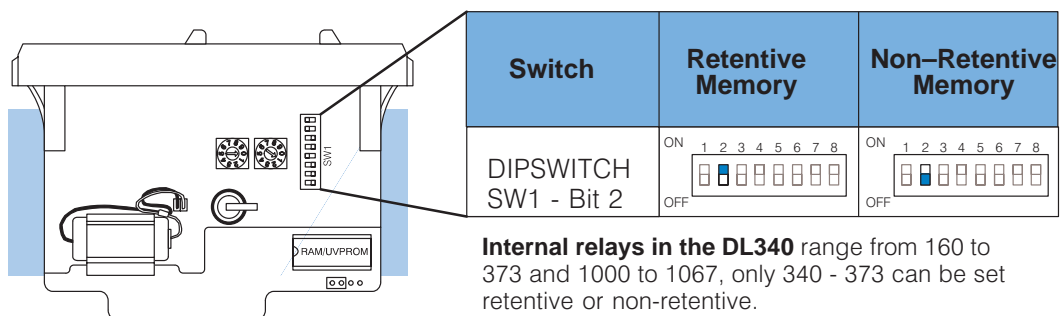 Switch
Retentive
Memory
Non–Retentive
Memory
DIPSWITCH
SW1 - Bit 2
ON
1 2 3 4 5 6 7 8
OFF
ON
1 2 3 4 5 6 7 8
OFF
SW1
RAM/UVPROM
Internal relays in the DL340 range from 160 to
373 and 1000 to 1067, only 340 - 373 can be set
retentive or non-retentive.